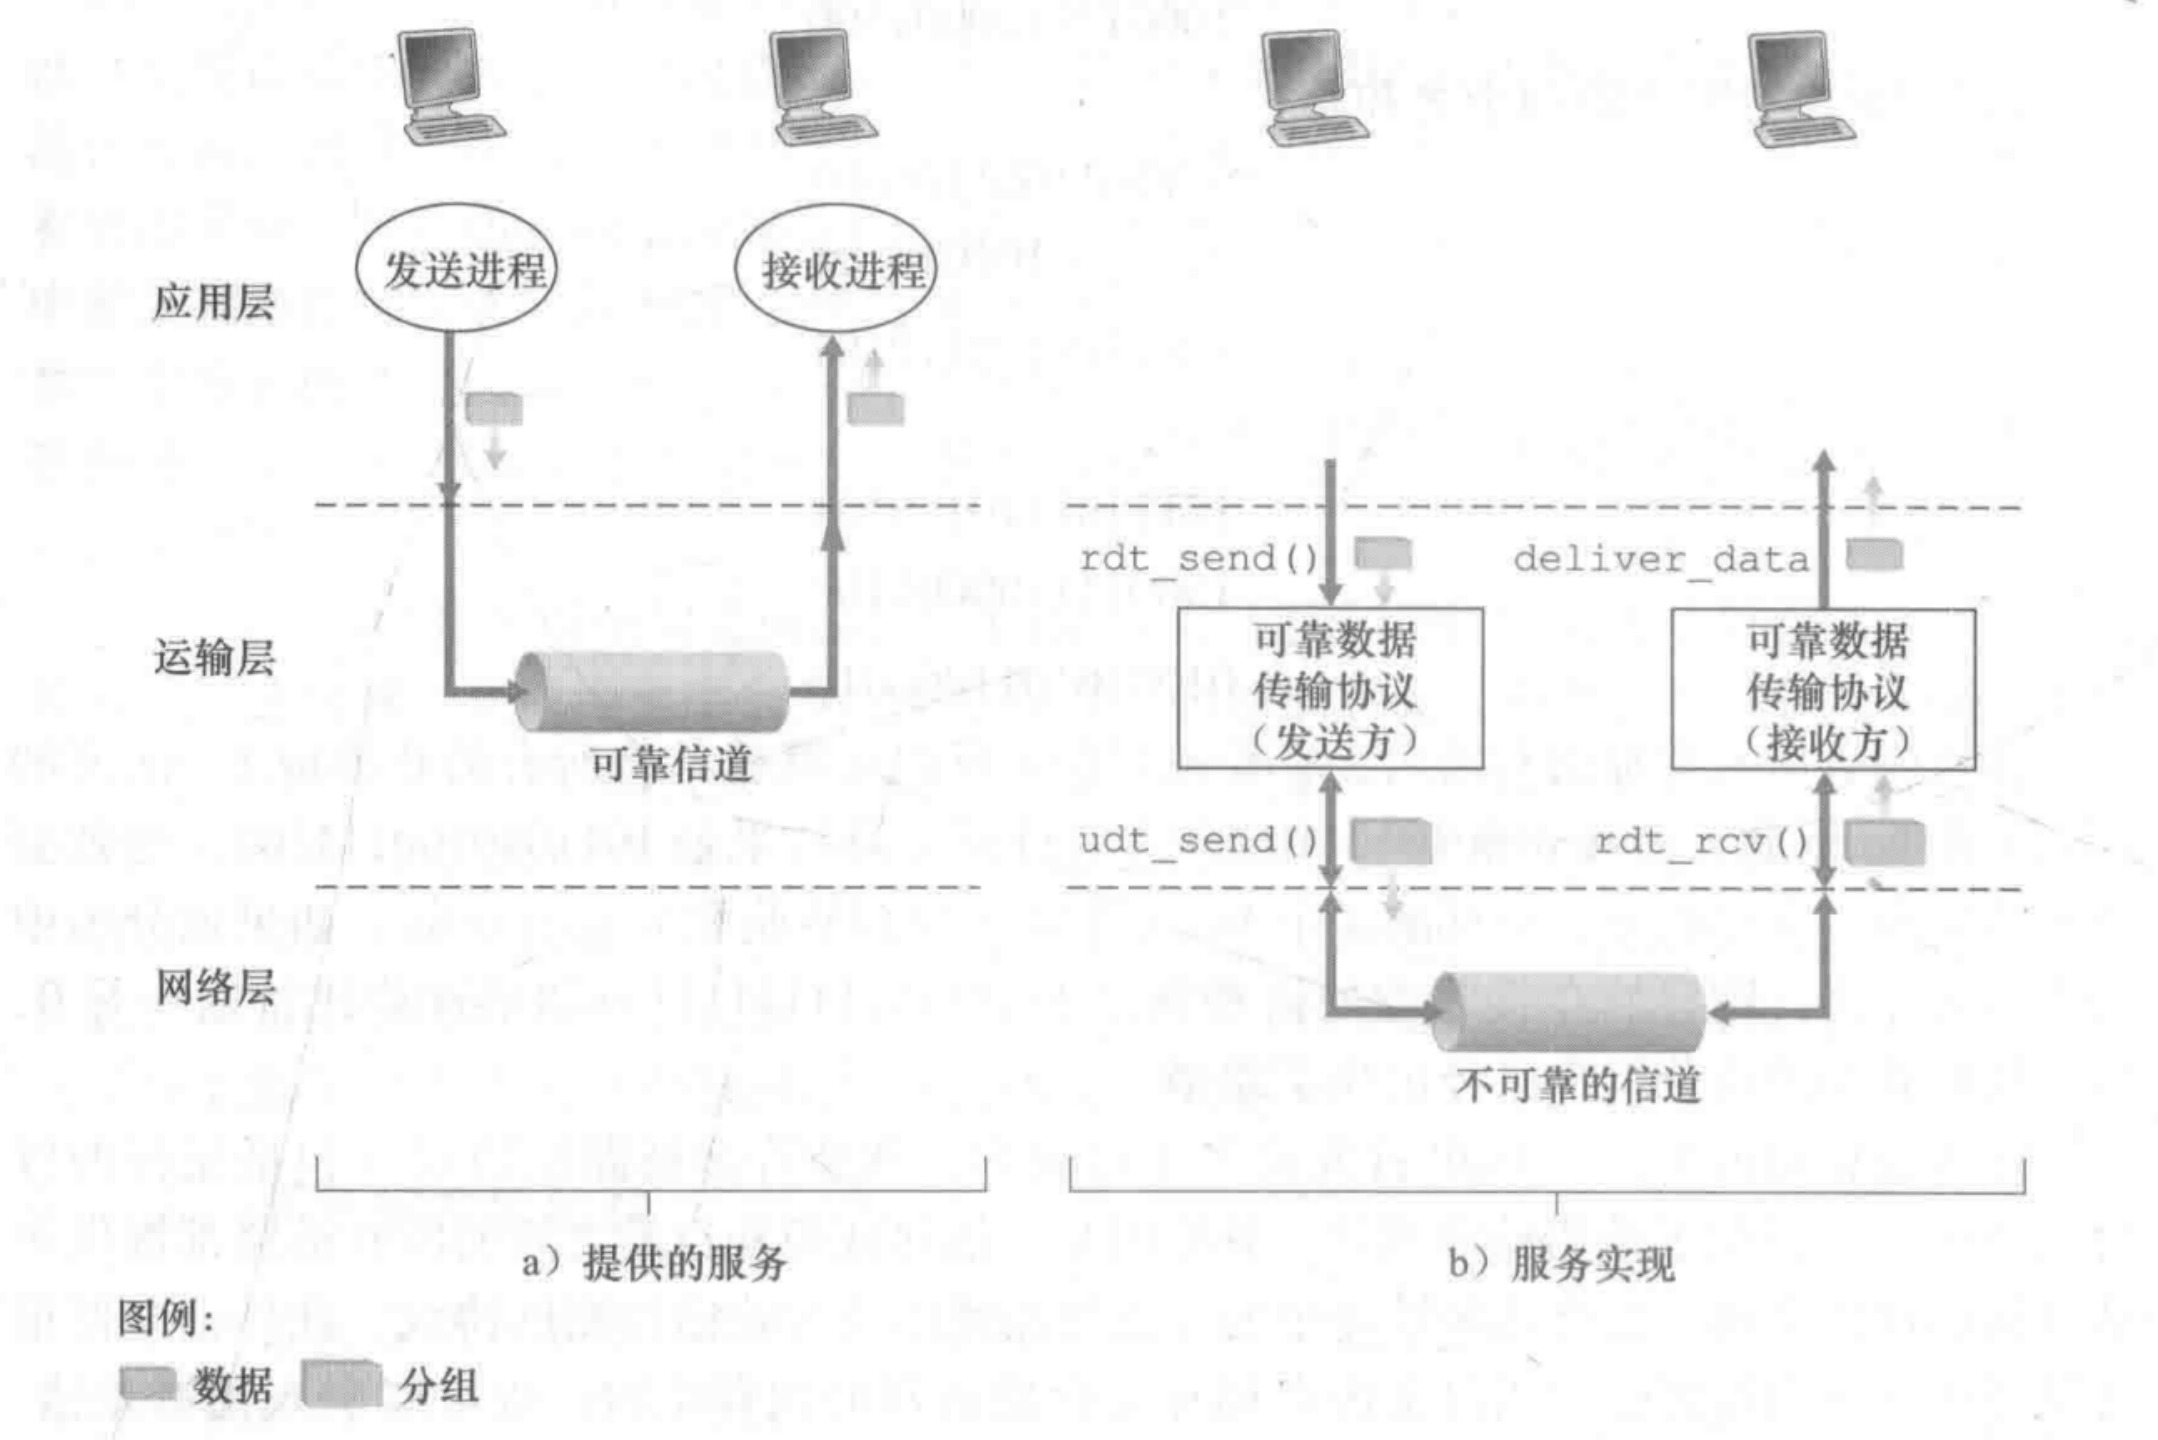 应用层
发送进程
接收进程
运输层
可靠信道
网络层
a）提供的服务
rdt_send()
deliver_data
可靠数据
传输协议
（发送方）
可靠数据
传输协议
（接收方）
udt_send()
rdt_rcv()
不可靠的信道
b）服务实现
图例：
数据
分组